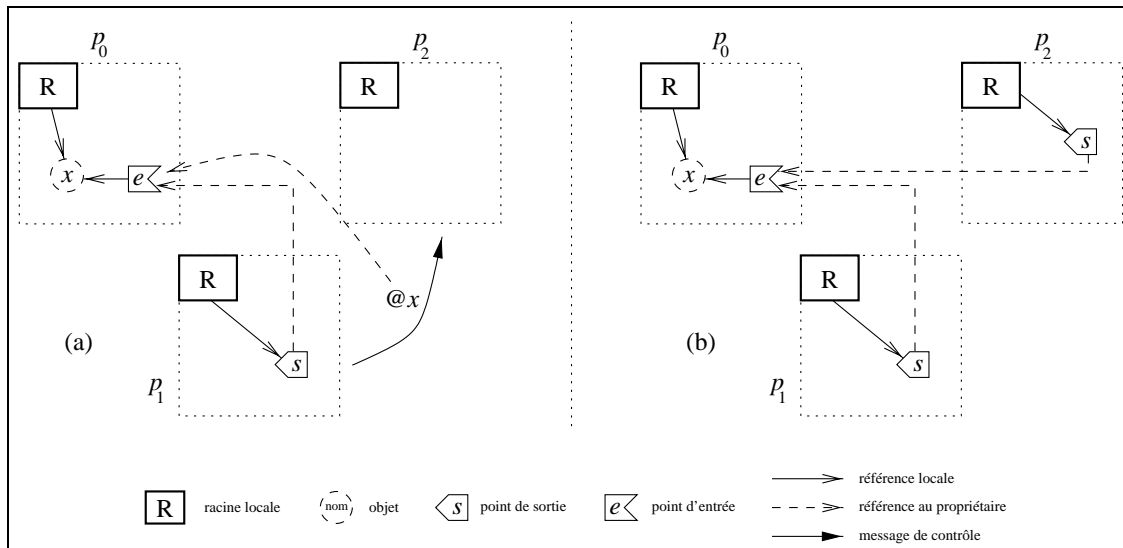 p0
p2
R
R
x
e
@x
R
s
(a)
p1
p0
p2
R
R
s
x
e
R
s
(b)
p1
R racine locale
nom objet
s point de sortie
e point d'entrée
référence locale
référence au propriétaire
message de contrôle